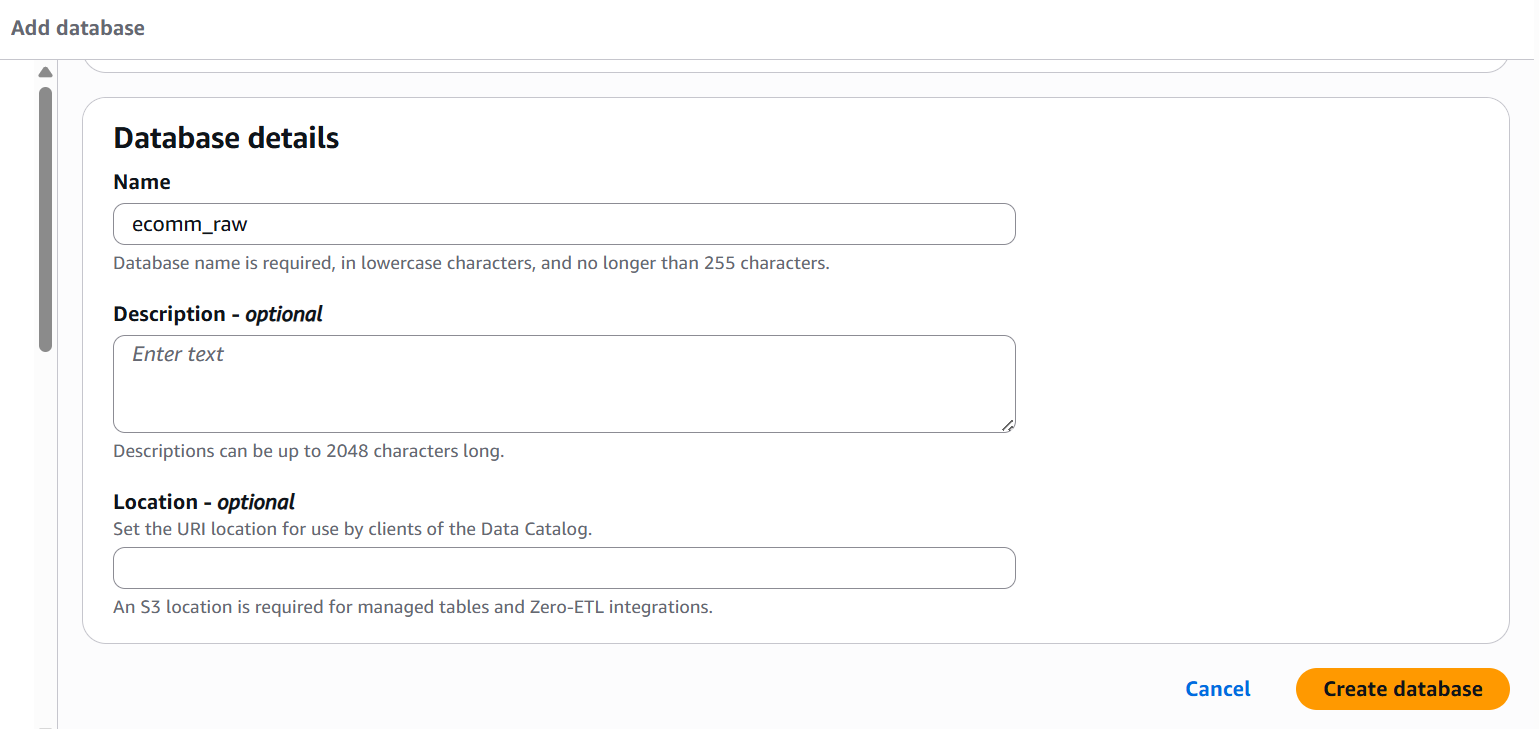 Add database
Database details
Name
ecomm_raw
Database name is required, in lowercase characters, and no longer than 255 characters.
Description - optional
Enter text
Descriptions can be up to 2048 characters long.
Location - optional
Set the URI location for use by clients of the Data Catalog.
An S3 location is required for managed tables and Zero-ETL integrations.
Cancel
Create database